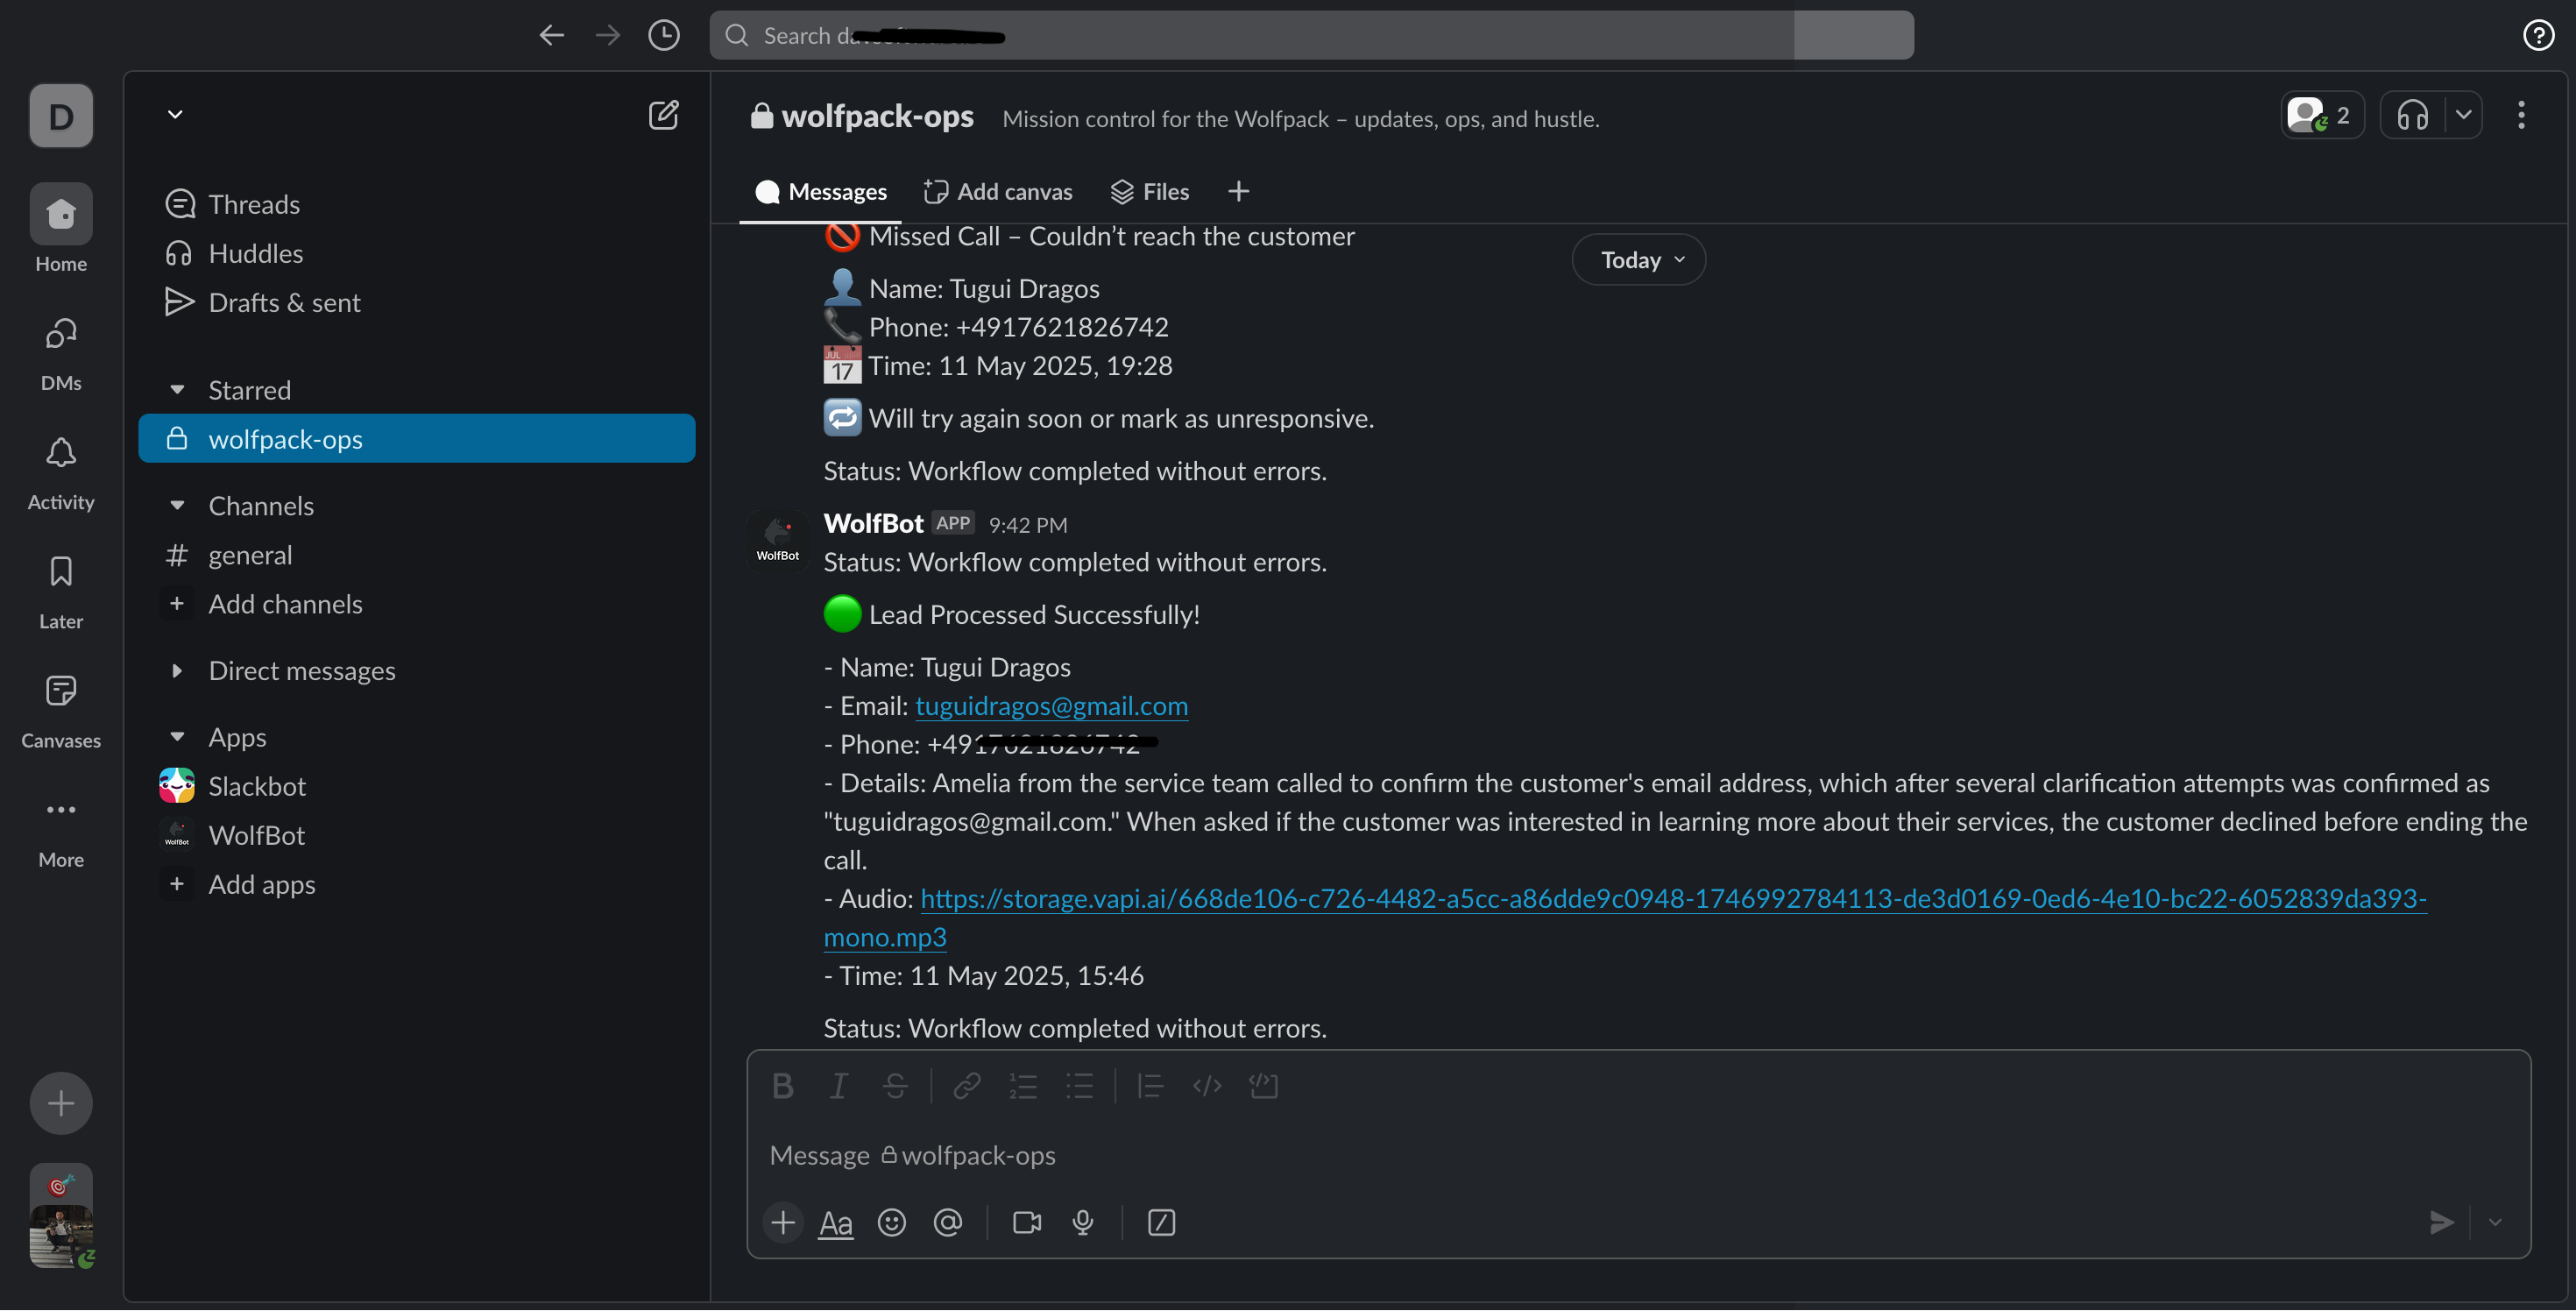 Search
D
Home
DMs
Activity
Later
Canvases
More
Threads
Huddles
Drafts & sent
Starred
wolfpack-ops
Channels
general
Add channels
Direct messages
Apps
Slackbot
WolfBot
WolfBot
Add apps
wolfpack-ops Mission control for the Wolfpack – updates, ops, and hustle.
2
Messages Add canvas Files
Today
🚫 Missed Call – Couldn’t reach the customer
👤 Name: Tugui Dragos
📞 Phone: +4917621826742
📅 Time: 11 May 2025, 19:28
🔁 Will try again soon or mark as unresponsive.
Status: Workflow completed without errors.
WolfBot
WolfBot APP 9:42 PM
Status: Workflow completed without errors.
🟢 Lead Processed Successfully!
- Name: Tugui Dragos
- Email: tuguidragos@gmail.com
- Phone: +49
- Details: Amelia from the service team called to confirm the customer's email address, which after several clarification attempts was confirmed as
"tuguidragos@gmail.com." When asked if the customer was interested in learning more about their services, the customer declined before ending the
call.
- Audio: https://storage.vapi.ai/668de106-c726-4482-a5cc-a86dde9c0948-1746992784113-de3d0169-0ed6-4e10-bc22-6052839da393-
mono.mp3
- Time: 11 May 2025, 15:46
Status: Workflow completed without errors.
Message wolfpack-ops
Aa